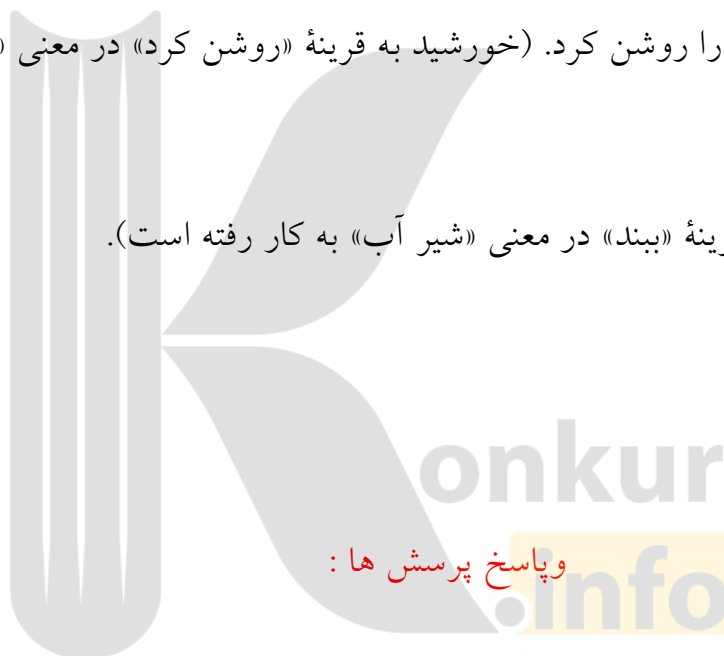 را روشن کرد. (خورشید به قرینهٔ «روشن کرد» در معنی «
رینهٔ «ببند» در معنی «شیر آب» به کار رفته است).
onkur
وپاسخ پرسش ها :
.info